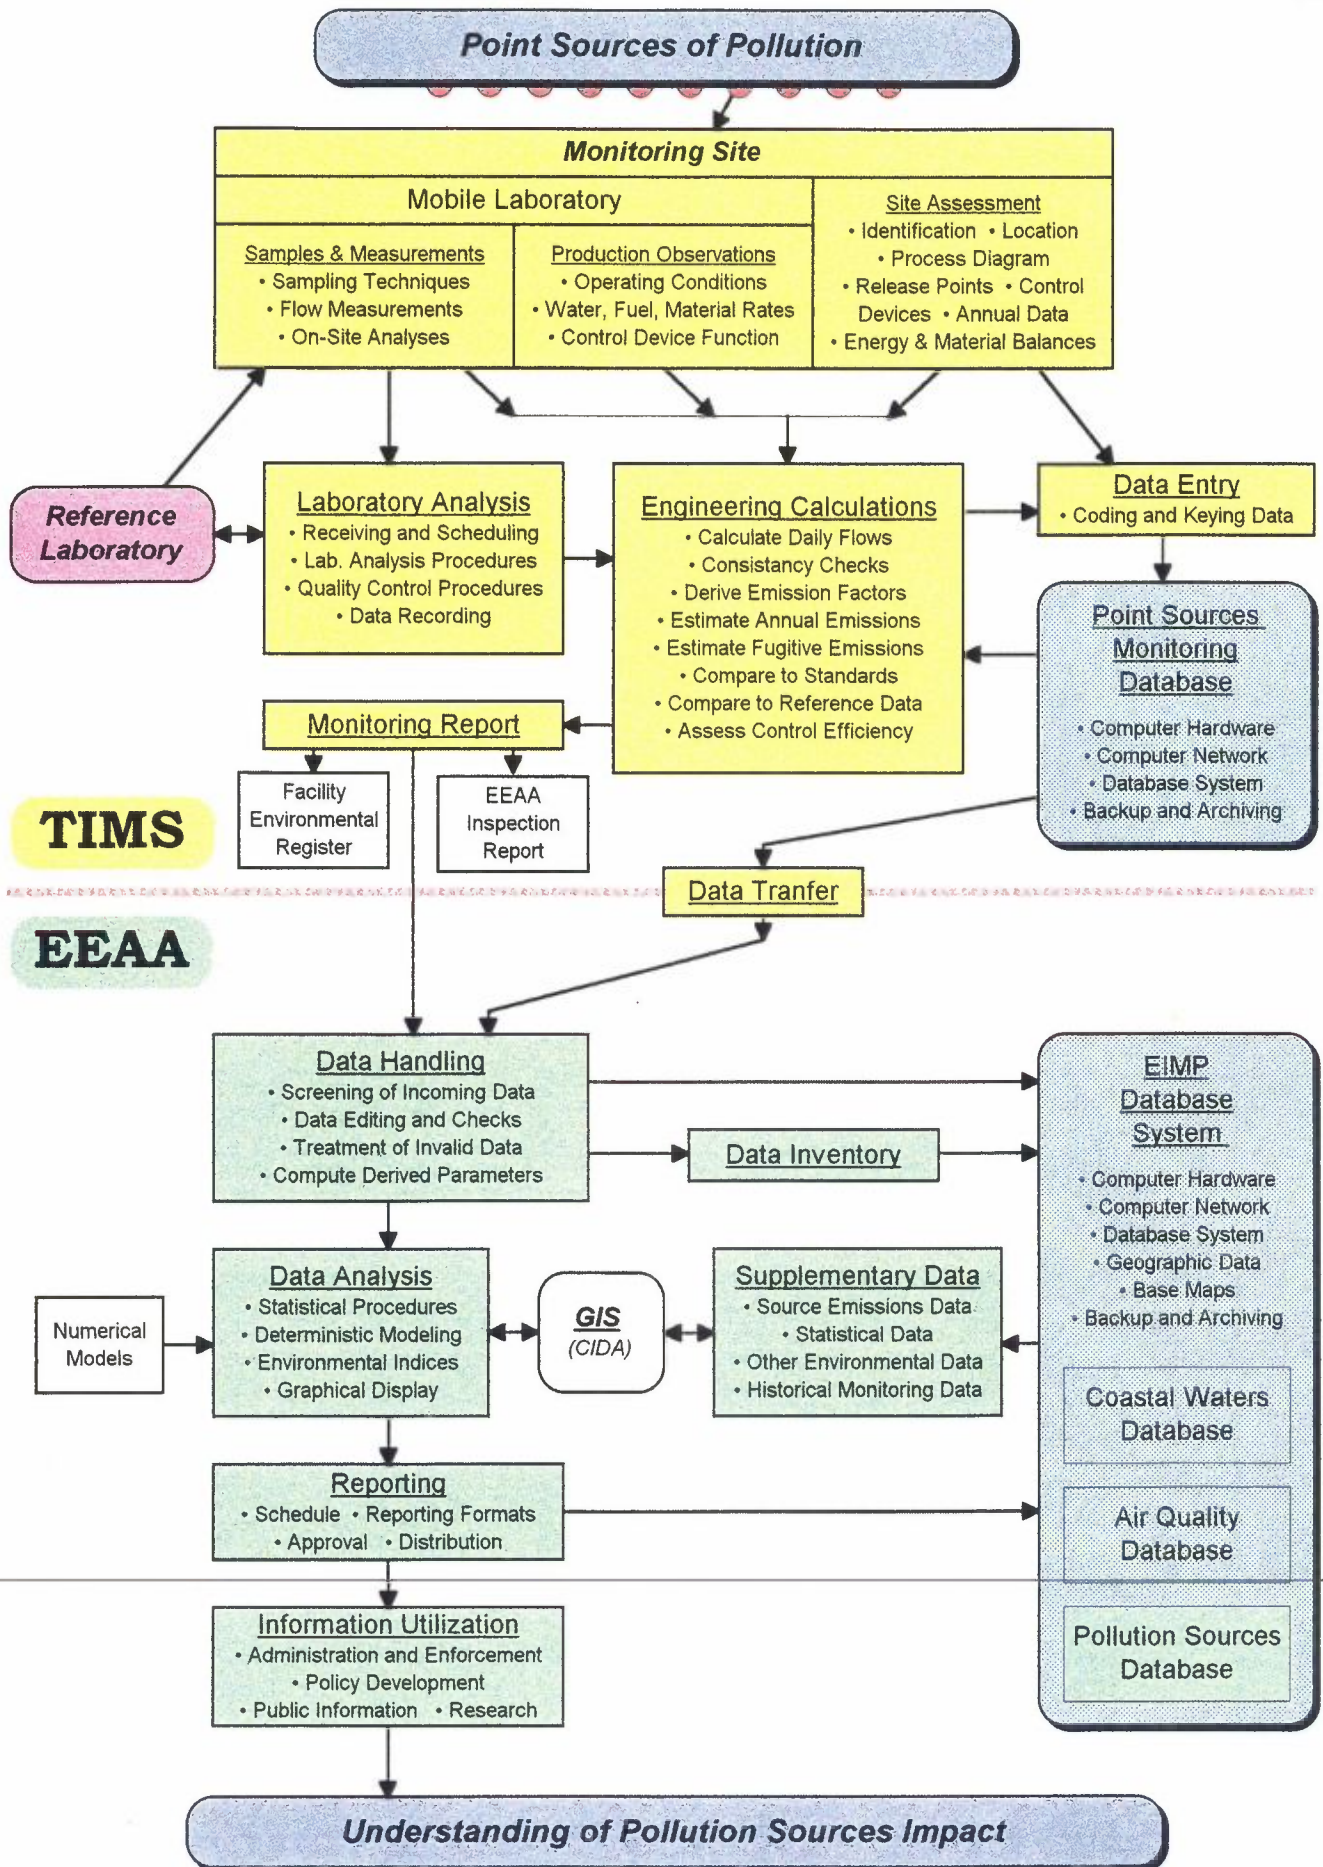 Point Sources of Pollution
Monitoring Site
Mobile Laboratory
Samples & Measurements
• Sampling Techniques
• Flow Measurements
• On-Site Analyses
Production Observations
• Operating Conditions
• Water, Fuel, Material Rates
• Control Device Function
Site Assessment
• Identification • Location
• Process Diagram
• Release Points • Control
Devices • Annual Data
• Energy & Material Balances
Reference
Laboratory
Laboratory Analysis
• Receiving and Scheduling
• Lab. Analysis Procedures
• Quality Control Procedures
• Data Recording
Engineering Calculations
• Calculate Daily Flows
• Consistancy Checks
• Derive Emission Factors
• Estimate Annual Emissions
• Estimate Fugitive Emissions
• Compare to Standards
• Compare to Reference Data
• Assess Control Efficiency
Data Entry
• Coding and Keying Data
Point Sources
Monitoring
Database
• Computer Hardware
• Computer Network
• Database System
• Backup and Archiving
Monitoring Report
Facility
Environmental
Register
EEAA
Inspection
Report
TIMS
Data Tranfer
EEAA
Data Handling
• Screening of Incoming Data
• Data Editing and Checks
• Treatment of Invalid Data
• Compute Derived Parameters
Data Inventory
EIMP
Database
System
• Computer Hardware
• Computer Network
• Database System
• Geographic Data
• Base Maps
• Backup and Archiving
Numerical
Models
Data Analysis
• Statistical Procedures
• Deterministic Modeling
• Environmental Indices
• Graphical Display
GIS
(CIDA)
Supplementary Data
• Source Emissions Data
• Statistical Data
• Other Environmental Data
• Historical Monitoring Data
Coastal Waters
Database
Reporting
• Schedule • Reporting Formats
• Approval • Distribution
Air Quality
Database
Information Utilization
• Administration and Enforcement
• Policy Development
• Public Information • Research
Pollution Sources
Database
Understanding of Pollution Sources Impact